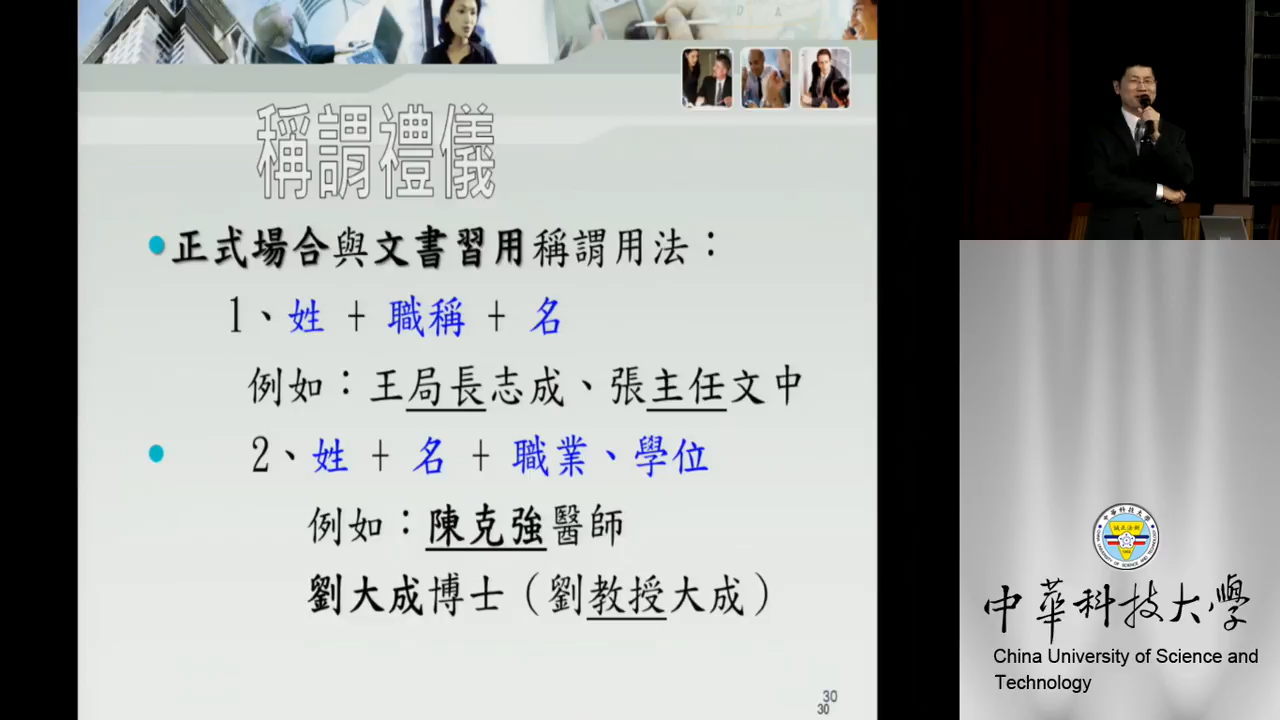 稱謂禮儀
正式場合與文書習用稱謂用法：
1、姓 + 職稱 + 名
例如：王局長志成、張主任文中
2、姓 + 名 + 職業、學位
例如：陳克強醫師
劉大成博士（劉教授大成）
30
30
中華科技大學
China University of Science and
Technology